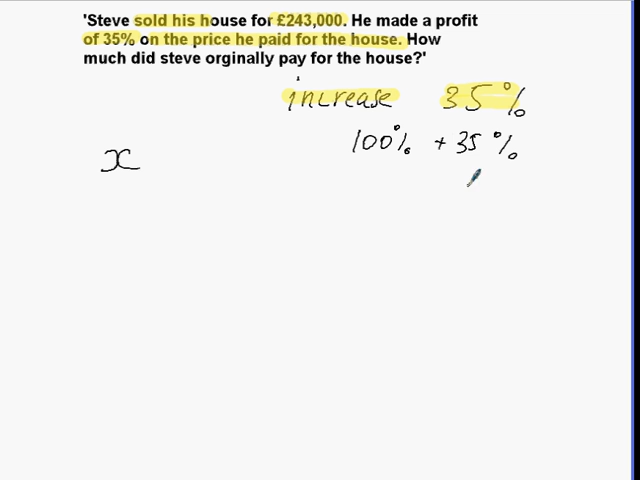 'Steve sold his house for £243,000. He made a profit
of 35% on the price he paid for the house. How
much did steve orginally pay for the house?'
increase 35%
100% + 35%
x